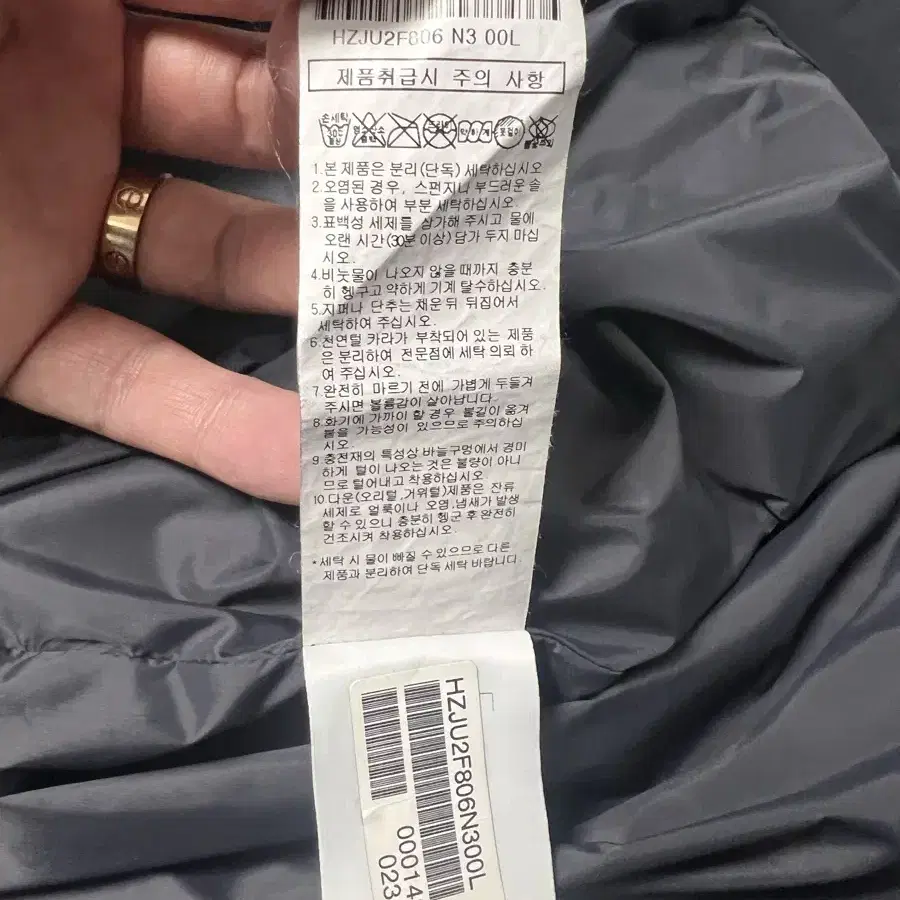 HZJU2F806 N3 00L
제품취급시 주의 사항
손세탁
30℃
약하게
1.본 제품은 분리(단독) 세탁하십시오
2.오염된 경우, 스펀지나 부드러운 솔
을 사용하여 부분 세탁하십시오.
3.표백성 세제를 삼가해 주시고 물에
오랜 시간(30분 이상)담가 두지 마십
시오.
4.비눗물이 나오지 않을 때까지 충분
히 헹구고 약하게 기계 탈수하십시오.
5.지퍼나 단추는 채운 뒤 뒤집어서
세탁하여 주십시오.
6.천연털 카라가 부착되어 있는 제품
은 분리하여 전문점에 세탁 의뢰 하
여 주십시오.
7.완전히 마르기 전에 가볍게 두들겨
주시면 볼륨감이 살아납니다.
8.화기에 가까이 할 경우 불길이 옮겨
붙을 가능성이 있으므로 주의하십
시오.
9.충전재의 특성상 바늘구멍에서 경미
하게 털이 나오는 것은 불량이 아니
므로 털어내고 착용하십시오
10.다운(오리털,거위털)제품은 잔류
세제로 얼룩이나 오염,냄새가 발생
할 수 있으니 충분히 헹군 후 완전히
건조시켜 착용하십시오.
*세탁 시 물이 빠질 수 있으므로 다른
제품과 분리하여 단독 세탁 바랍니다.
HZJU2F806N300L
00014
023